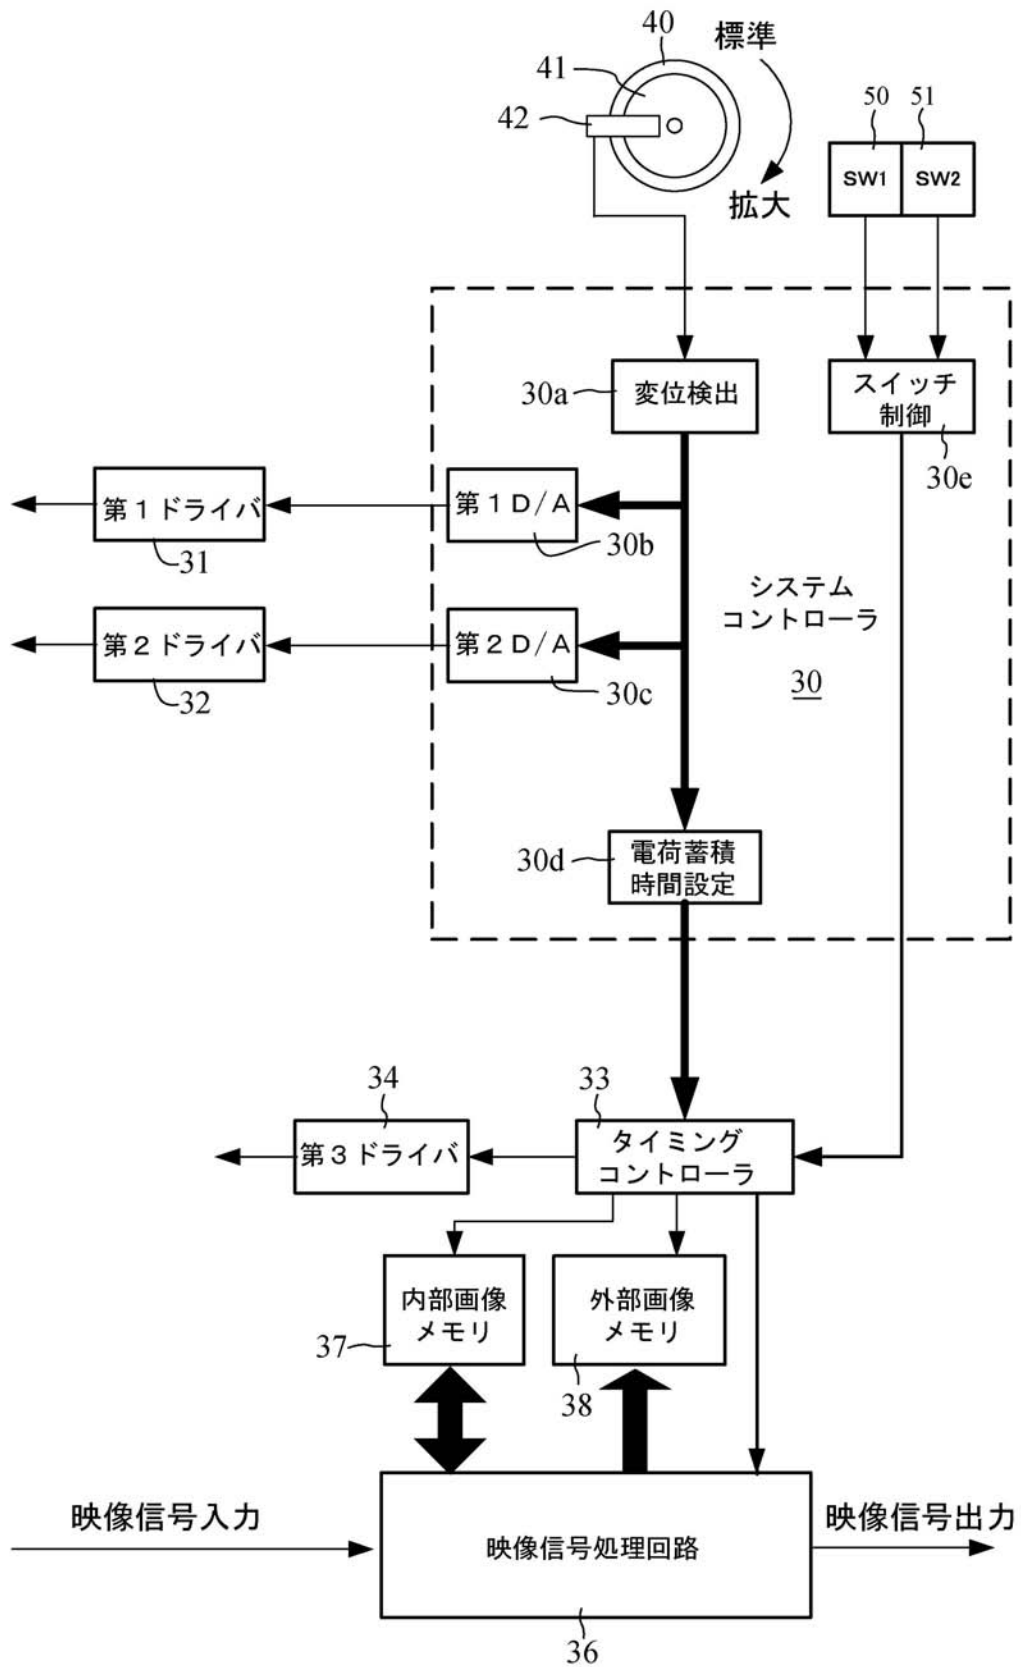 40
標準
41
42
50
51
SW1
SW2
拡大
30a
変位検出
スイッチ
制御
30e
第1ドライバ
31
第1D/A
30b
システム
コントローラ
30
第2ドライバ
32
第2D/A
30c
30d
電荷蓄積
時間設定
34
33
第3ドライバ
タイミング
コントローラ
内部画像
メモリ
37
外部画像
メモリ
38
映像信号入力
映像信号処理回路
映像信号出力
36